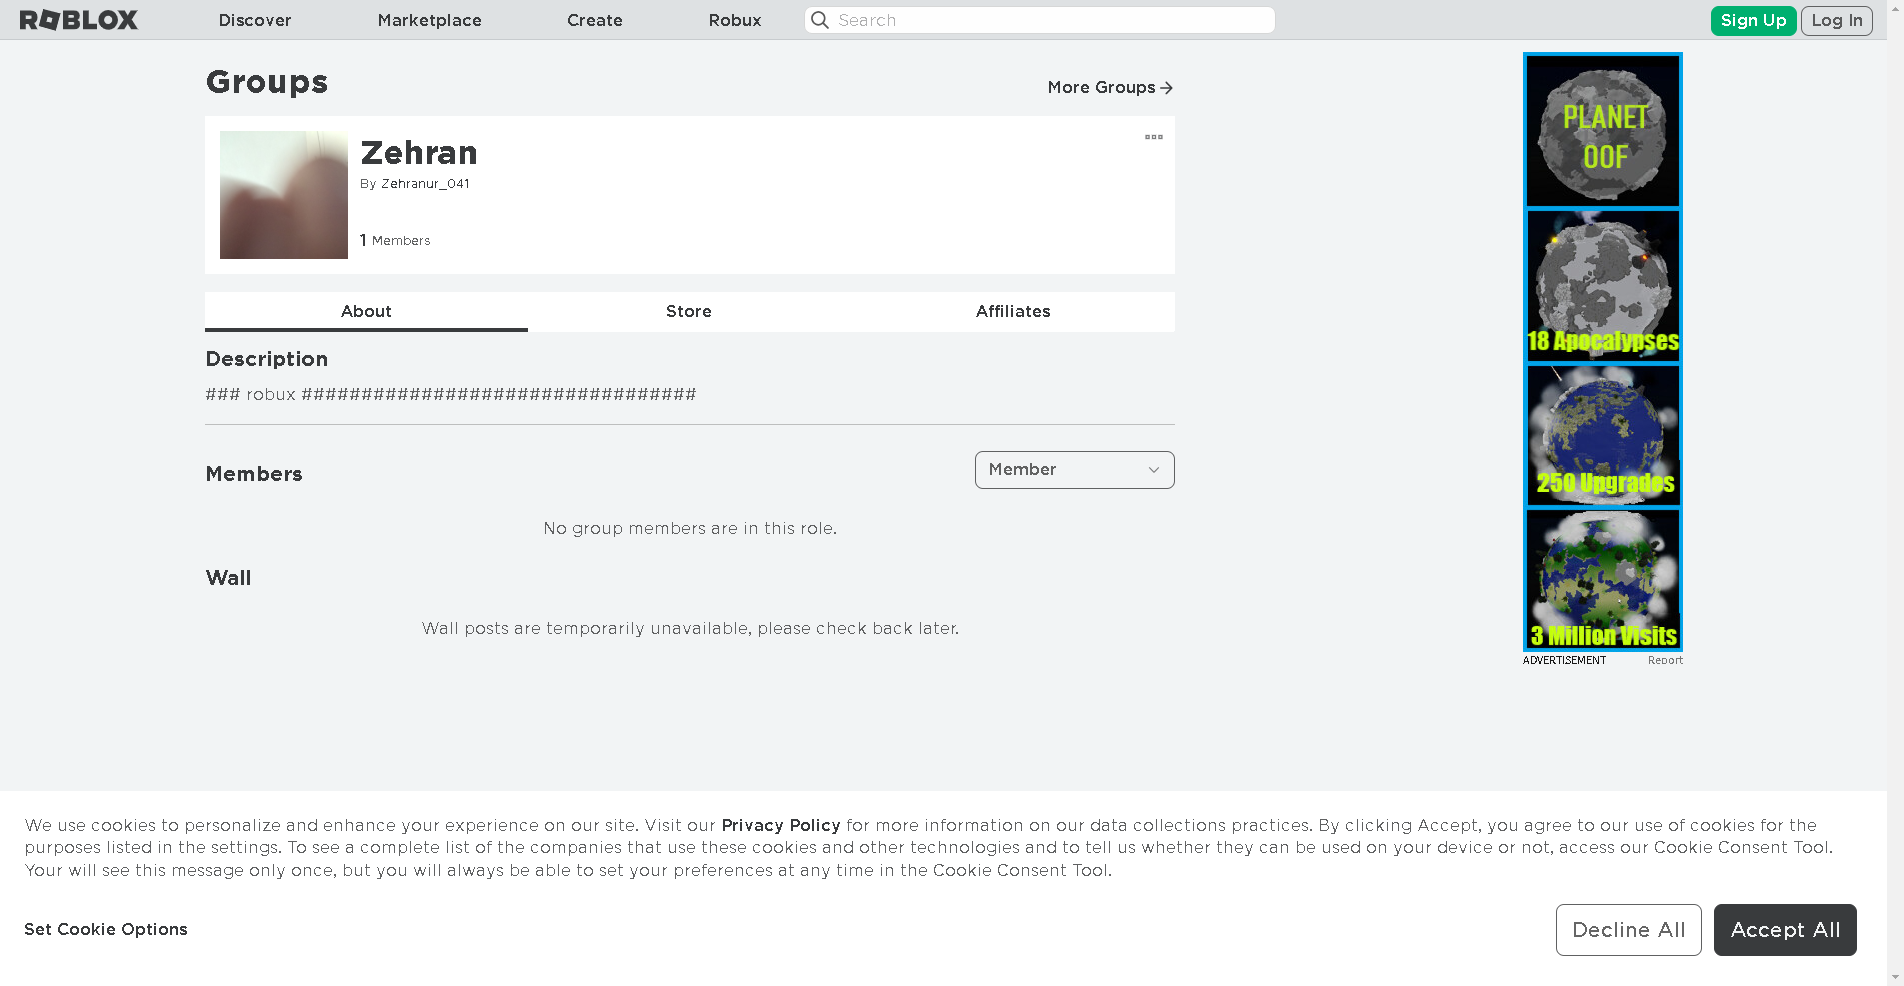 ROBLOX
Discover
Marketplace
Create
Robux
Search
Sign Up
Log In
Groups
More Groups
Zehran
By Zehranur_041
1 Members
About
Store
Affiliates
Description
### robux #################################
Members
Member
No group members are in this role.
Wall
Wall posts are temporarily unavailable, please check back later.
PLANET
OOF
18 Apocalypses
250 Upgrades
3 Million Visits
ADVERTISEMENT
Report
We use cookies to personalize and enhance your experience on our site. Visit our Privacy Policy for more information on our data collections practices. By clicking Accept, you agree to our use of cookies for the
purposes listed in the settings. To see a complete list of the companies that use these cookies and other technologies and to tell us whether they can be used on your device or not, access our Cookie Consent Tool.
Your will see this message only once, but you will always be able to set your preferences at any time in the Cookie Consent Tool.
Set Cookie Options
Decline All
Accept All